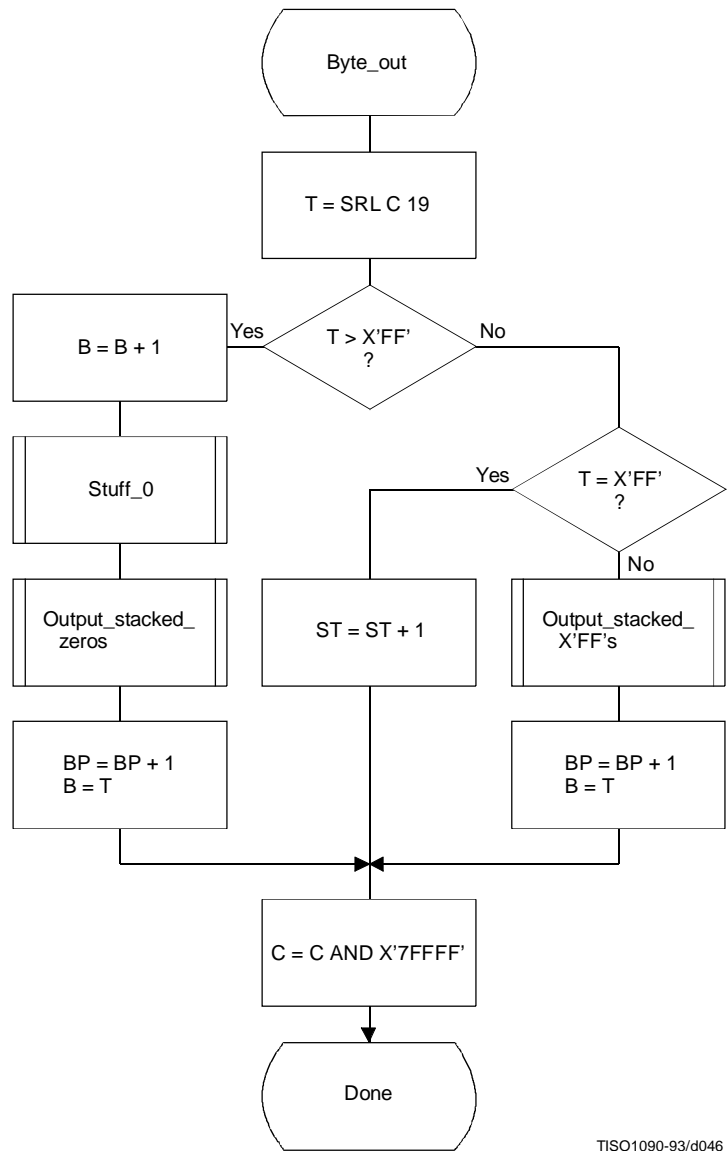 Byte_out
T = SRL C 19
T > X'FF'
?
Yes
No
B = B + 1
Stuff_0
Output_stacked_
zeros
BP = BP + 1
B = T
T = X'FF'
?
Yes
No
ST = ST + 1
Output_stacked_
X'FF's
BP = BP + 1
B = T
C = C AND X'7FFFF'
Done
TISO1090-93/d046